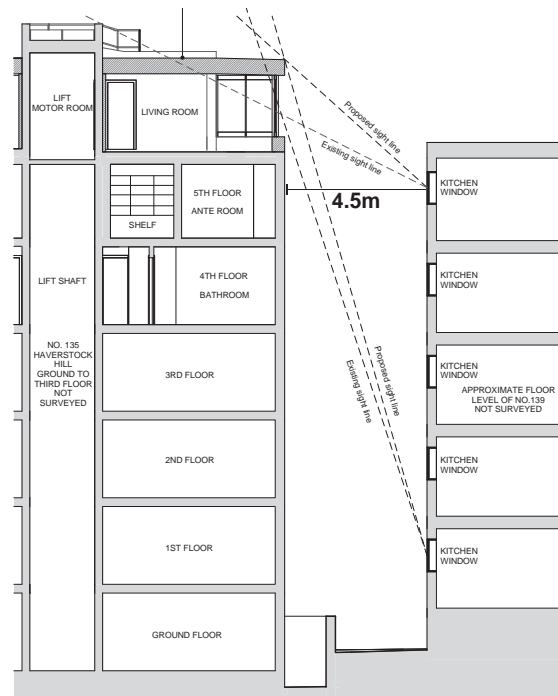 LIFT
MOTOR ROOM
LIVING ROOM
Proposed sight line
Existing sight line
5TH FLOOR
ANTE ROOM
SHELF
4.5m
KITCHEN
WINDOW
LIFT SHAFT
4TH FLOOR
BATHROOM
KITCHEN
WINDOW
NO. 135
HAVERSTOCK
HILL
GROUND TO
THIRD FLOOR
NOT
SURVEYED
3RD FLOOR
Proposed sight line
Existing sight line
KITCHEN
WINDOW
APPROXIMATE FLOOR
LEVEL OF NO.139
NOT SURVEYED
2ND FLOOR
KITCHEN
WINDOW
1ST FLOOR
KITCHEN
WINDOW
GROUND FLOOR